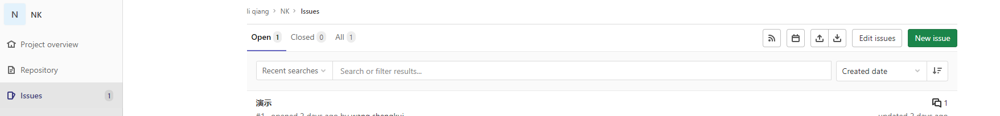 N NK
li qiang > NK > Issues
Project overview
Open 1 Closed 0 All 1
Edit issues New issue
Repository
Recent searches Search or filter results... Created date
Issues 1
演示 1
#1 · opened 2 days ago by wang shengkui
updated 2 days ago